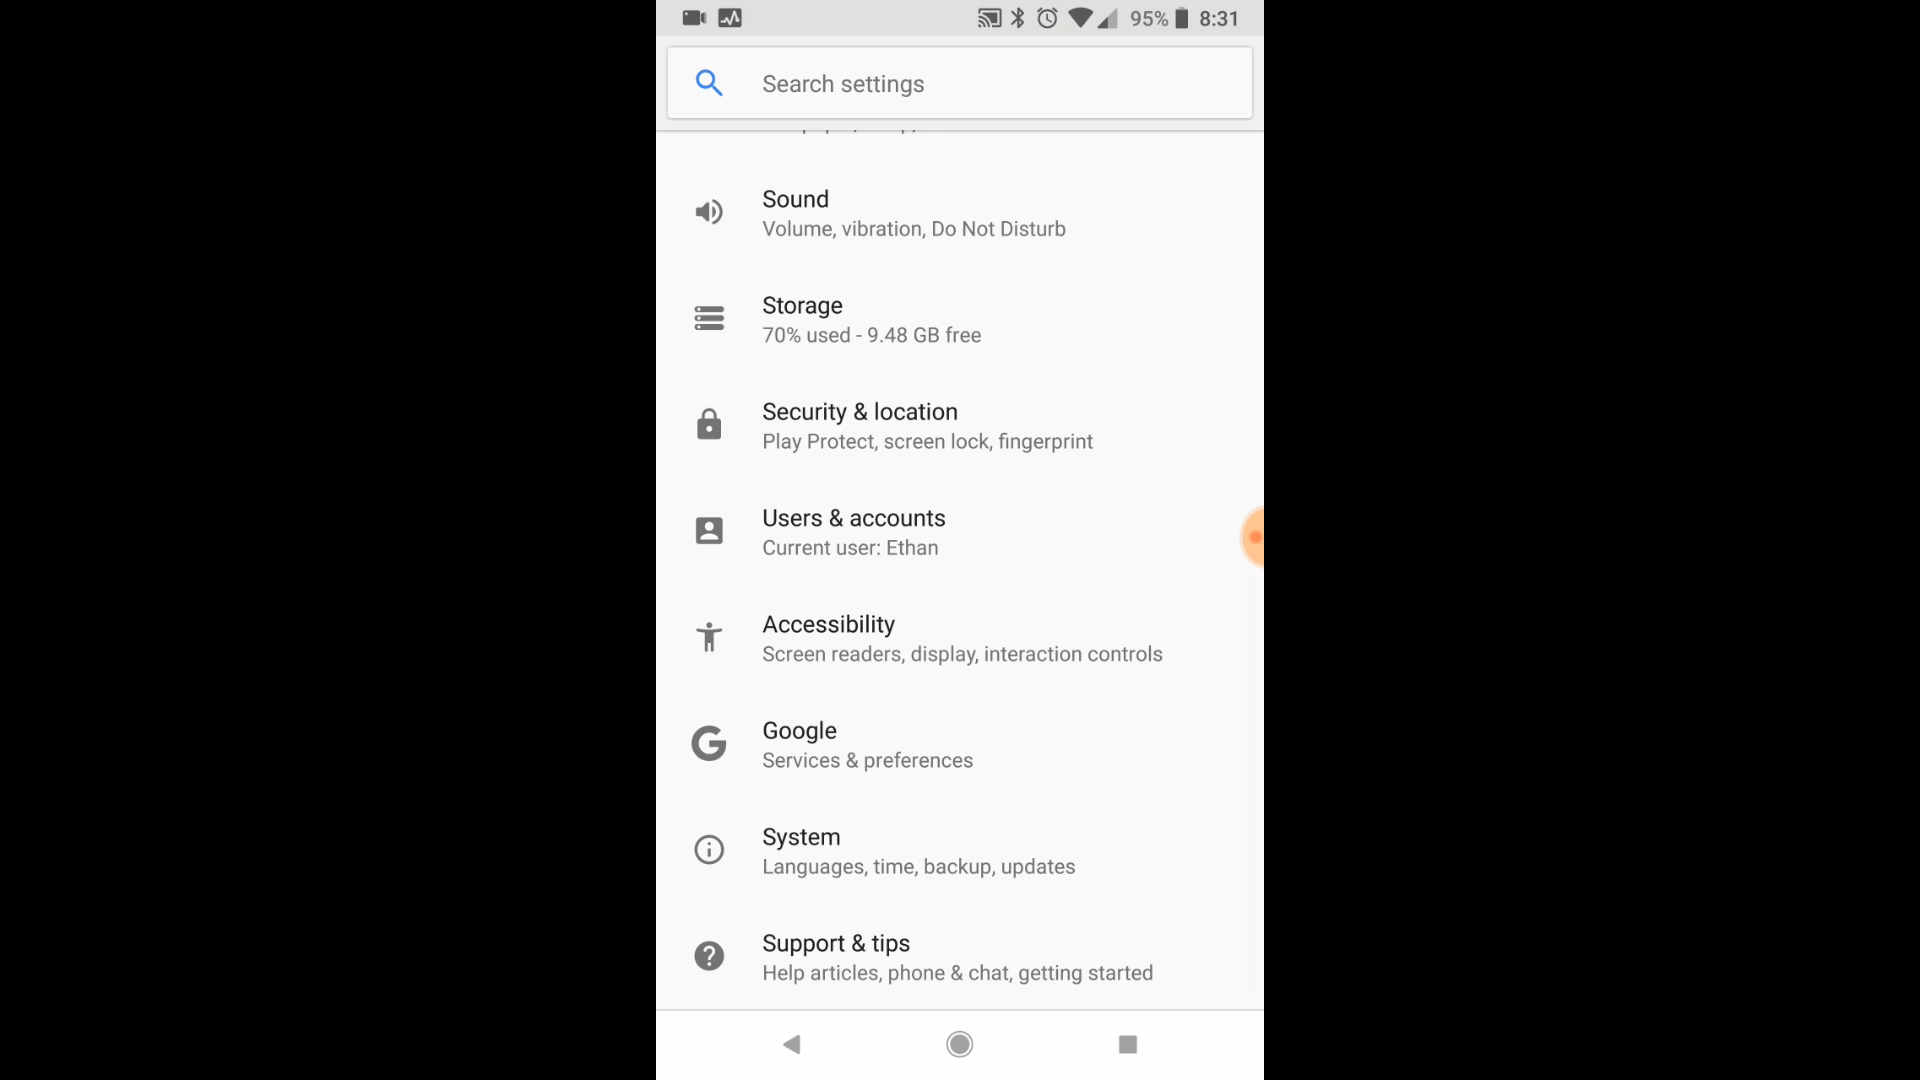 95% 8:31
Search settings
Sound
Volume, vibration, Do Not Disturb
Storage
70% used - 9.48 GB free
Security & location
Play Protect, screen lock, fingerprint
Users & accounts
Current user: Ethan
Accessibility
Screen readers, display, interaction controls
Google
Services & preferences
System
Languages, time, backup, updates
Support & tips
Help articles, phone & chat, getting started